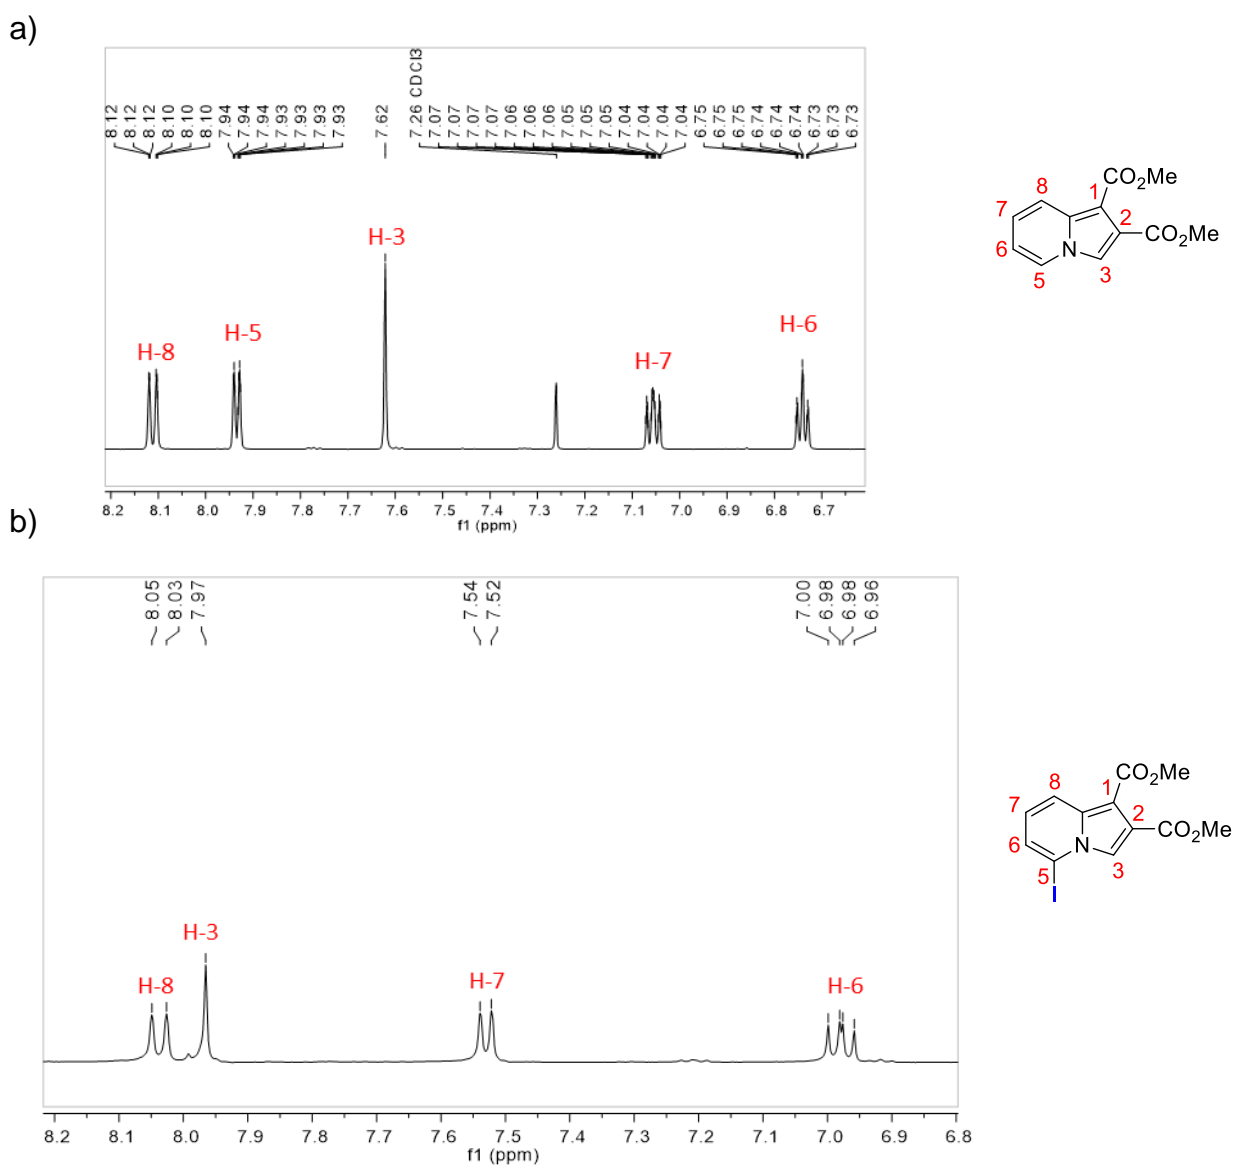 a)
8.12 8.12 8.12 8.10 8.10 8.10 7.94 7.94 7.94 7.93 7.93 7.93 7.93 7.62 7.26 CDCl3 7.07 7.07 7.07 7.07 7.06 7.06 7.06 7.05 7.05 7.05 7.04 7.04 7.04 7.04 6.75 6.75 6.75 6.74 6.74 6.74 6.73 6.73 6.73
H-8
H-5
H-3
H-7
H-6
8.2 8.1 8.0 7.9 7.8 7.7 7.6 7.5 7.4 7.3 7.2 7.1 7.0 6.9 6.8 6.7
f1 (ppm)
8
CO2Me
1
7
2
CO2Me
6
N
5
3
b)
8.05 8.03 7.97 7.54 7.52 7.00 6.98 6.98 6.96
H-8
H-3
H-7
H-6
8.2 8.1 8.0 7.9 7.8 7.7 7.6 7.5 7.4 7.3 7.2 7.1 7.0 6.9 6.8
f1 (ppm)
8
CO2Me
1
7
2
CO2Me
6
N
5
3
I